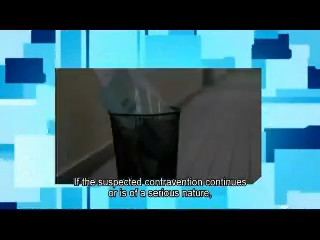 If the suspected contravention continues
or is of a serious nature,